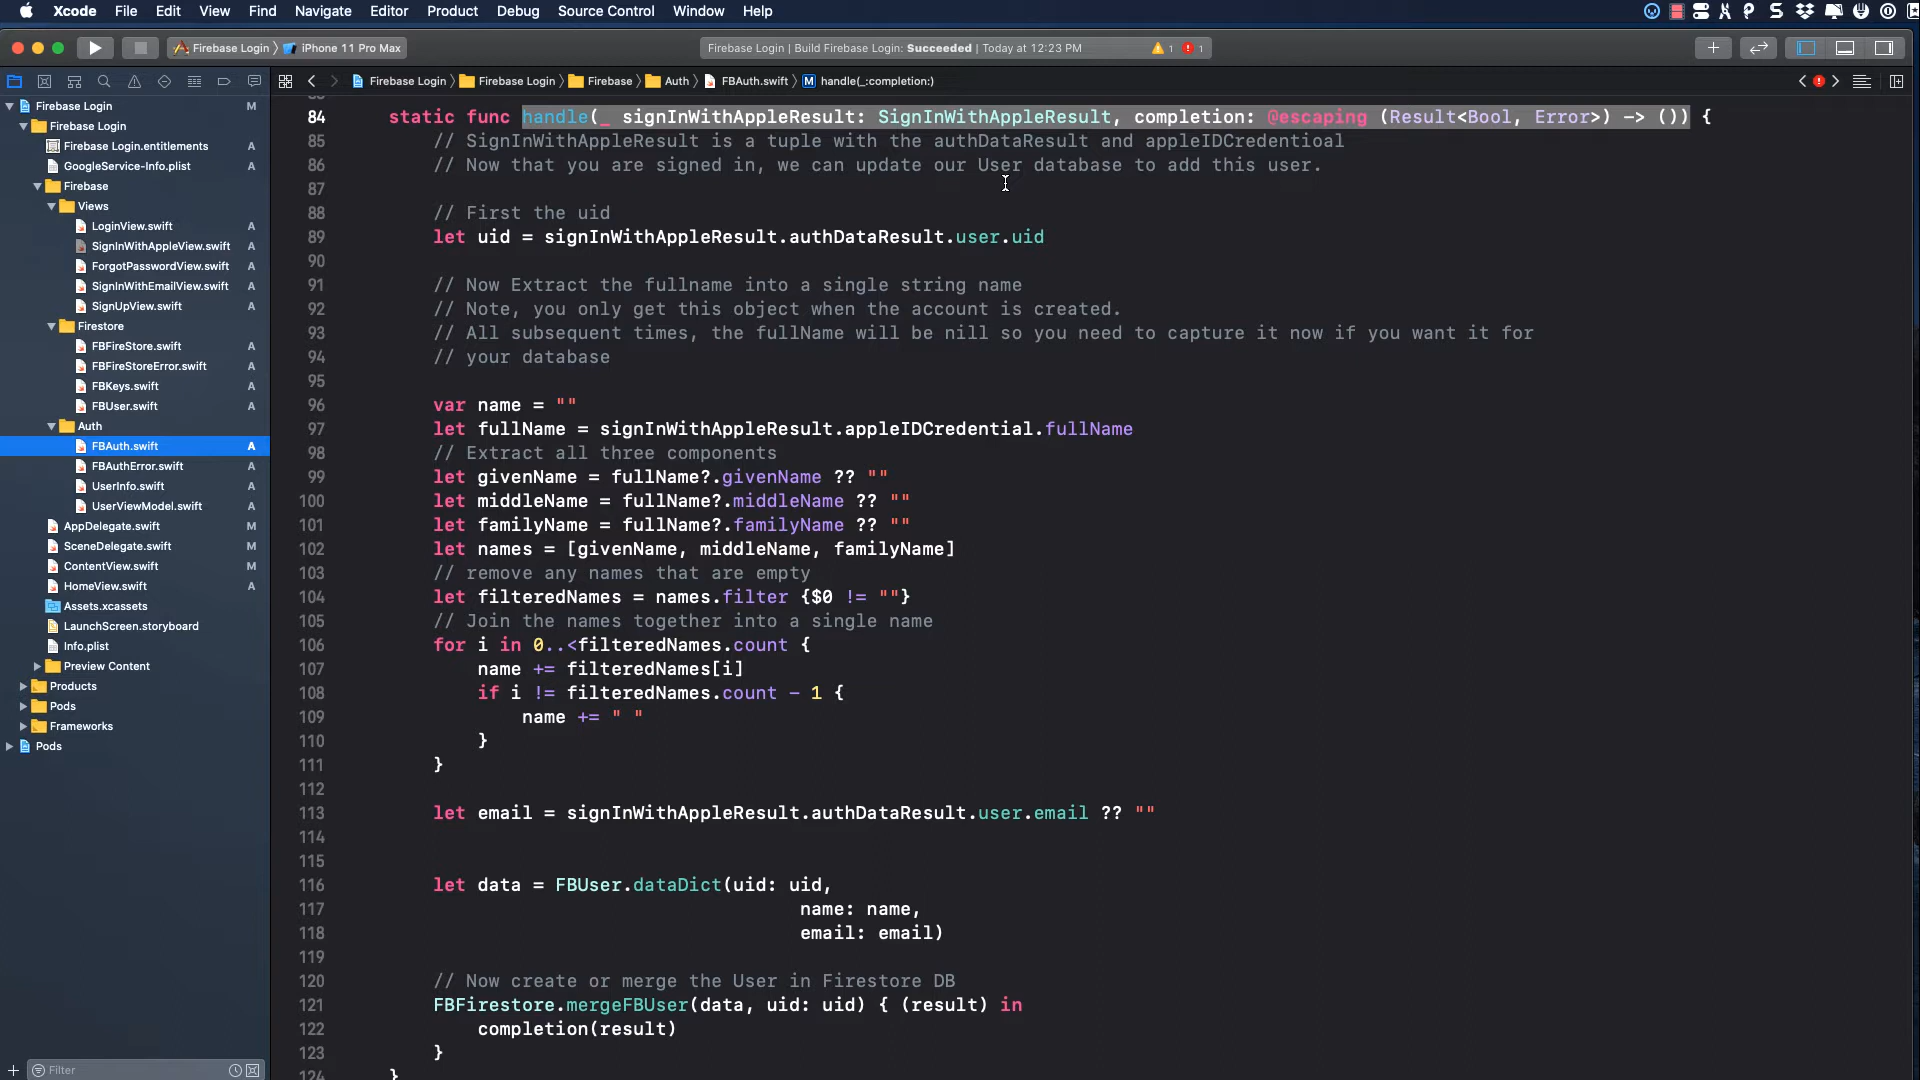 Xcode File Edit View Find Navigate Editor Product Debug Source Control Window Help
Firebase Login iPhone 11 Pro Max
Firebase Login | Build Firebase Login: Succeeded | Today at 12:23 PM 1 1
Firebase Login Firebase Login Firebase Auth FBAuth.swift M handle(_:completion:)
Firebase Login M
Firebase Login
Firebase Login.entitlements A
GoogleService-Info.plist A
Firebase
Views
LoginView.swift A
SignInWithAppleView.swift A
ForgotPasswordView.swift A
SignInWithEmailView.swift A
SignUpView.swift A
Firestore
FBFireStore.swift A
FBFireStoreError.swift A
FBKeys.swift A
FBUser.swift A
Auth
FBAuth.swift A
FBAuthError.swift A
UserInfo.swift A
UserViewModel.swift A
AppDelegate.swift M
SceneDelegate.swift M
ContentView.swift M
HomeView.swift A
Assets.xcassets
LaunchScreen.storyboard
Info.plist
Preview Content
Products
Pods
Frameworks
Pods
Filter
84 static func handle(_ signInWithAppleResult: SignInWithAppleResult, completion: @escaping (Result<Bool, Error>) -> ()) {
85 // SignInWithAppleResult is a tuple with the authDataResult and appleIDCredentioal
86 // Now that you are signed in, we can update our User database to add this user.
87
88 // First the uid
89 let uid = signInWithAppleResult.authDataResult.user.uid
90
91 // Now Extract the fullname into a single string name
92 // Note, you only get this object when the account is created.
93 // All subsequent times, the fullName will be nill so you need to capture it now if you want it for
94 // your database
95
96 var name = ""
97 let fullName = signInWithAppleResult.appleIDCredential.fullName
98 // Extract all three components
99 let givenName = fullName?.givenName ?? ""
100 let middleName = fullName?.middleName ?? ""
101 let familyName = fullName?.familyName ?? ""
102 let names = [givenName, middleName, familyName]
103 // remove any names that are empty
104 let filteredNames = names.filter {$0 != ""}
105 // Join the names together into a single name
106 for i in 0..<filteredNames.count {
107 name += filteredNames[i]
108 if i != filteredNames.count - 1 {
109 name += " "
110 }
111 }
112
113 let email = signInWithAppleResult.authDataResult.user.email ?? ""
114
115
116 let data = FBUser.dataDict(uid: uid,
117 name: name,
118 email: email)
119
120 // Now create or merge the User in Firestore DB
121 FBFirestore.mergeFBUser(data, uid: uid) { (result) in
122 completion(result)
123 }
124 }